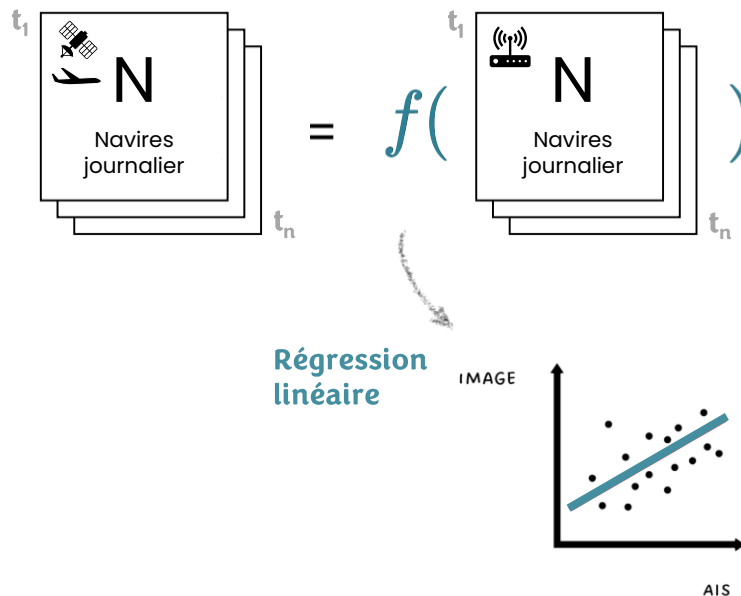 t1
N
Navires
journalier
tn
=
f(
t1
N
Navires
journalier
tn
)
Régression
linéaire
IMAGE
AIS